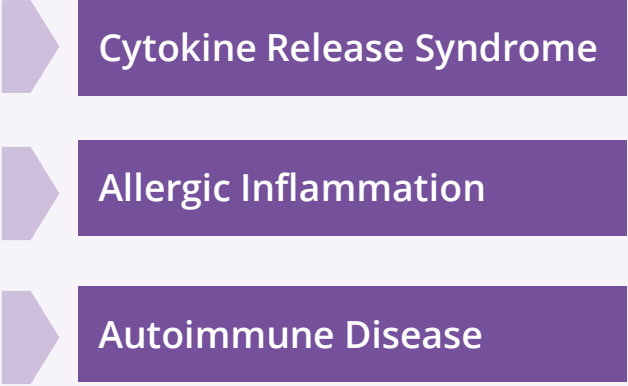 Cytokine Release Syndrome
Allergic Inflammation
Autoimmune Disease